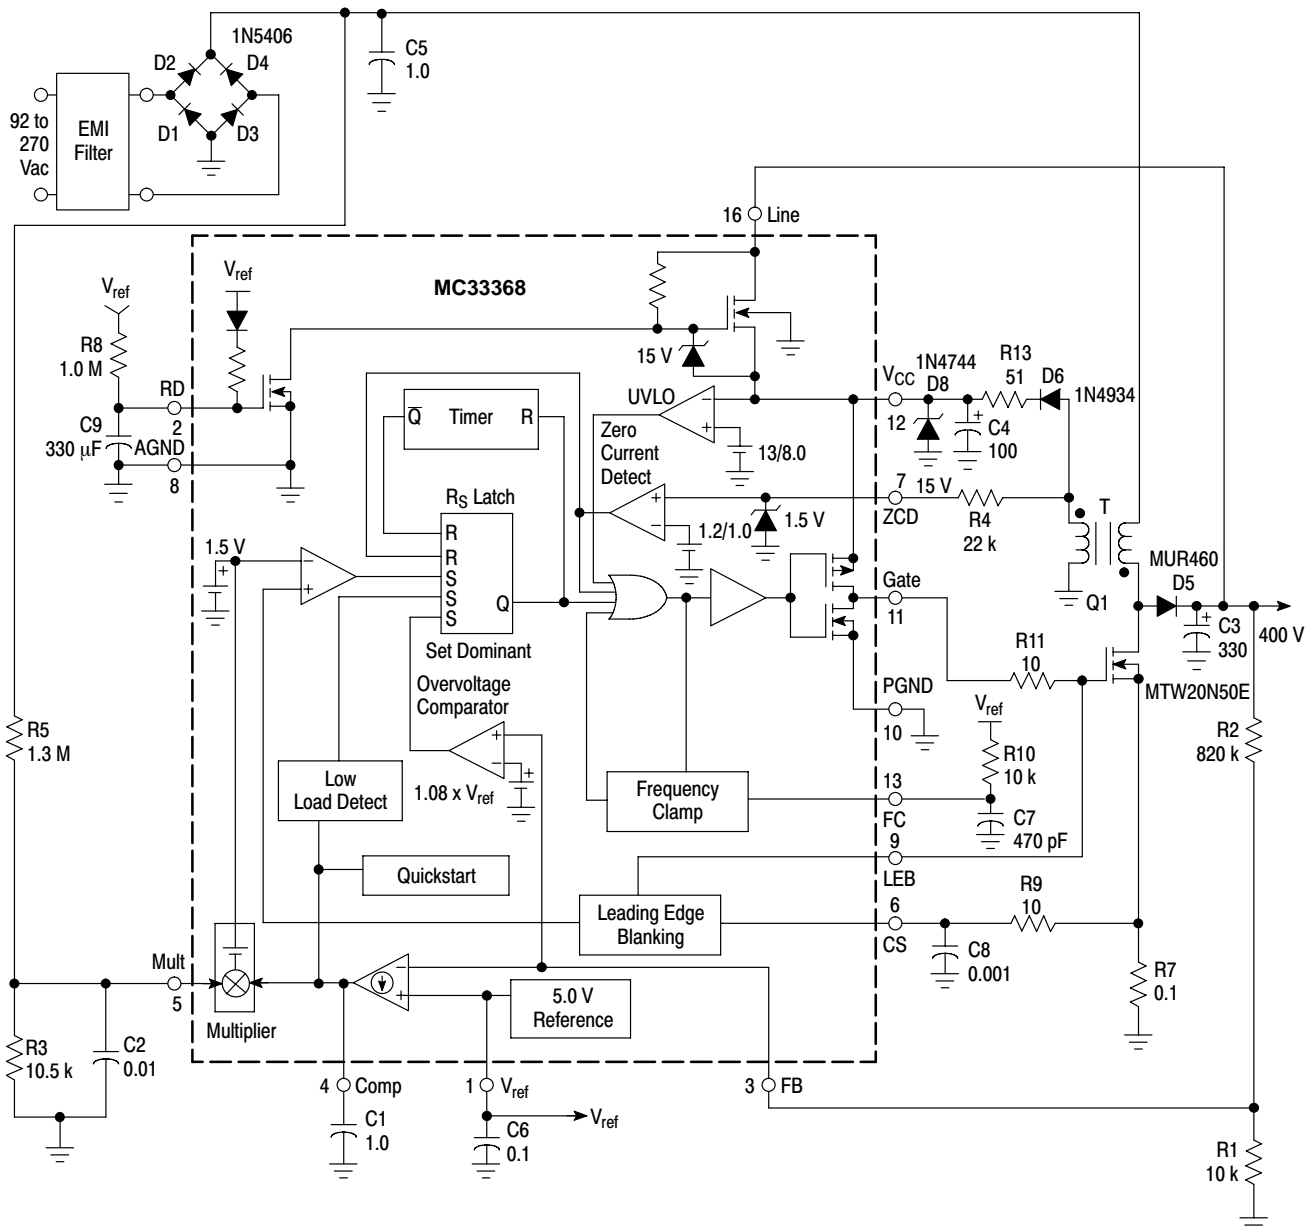 1N5406
D2
D4
D1
D3
C5
1.0
92 to
270
Vac
EMI
Filter
16
Line
MC33368
Vref
Vref
R8
1.0 M
RD
2
C9
330 µF
AGND
8
15 V
UVLO
13/8.0
VCC
12
1N4744
D8
R13
51
D6
1N4934
C4
100
Q
Timer
R
Zero
Current
Detect
7
15 V
ZCD
R4
22 k
T
1.2/1.0
1.5 V
RS Latch
R
R
S
S
S
Q
Set Dominant
1.5 V
Gate
11
MUR460
D5
Q1
C3
330
400 V
R11
10
MTW20N50E
PGND
10
Overvoltage
Comparator
1.08 x Vref
R5
1.3 M
R2
820 k
Vref
R10
10 k
Low
Load Detect
Frequency
Clamp
13
FC
C7
470 pF
9
LEB
Quickstart
Leading Edge
Blanking
6
CS
R9
10
C8
0.001
R7
0.1
Mult
5
Multiplier
5.0 V
Reference
R3
10.5 k
C2
0.01
4
Comp
C1
1.0
1
Vref
C6
0.1
Vref
3
FB
R1
10 k